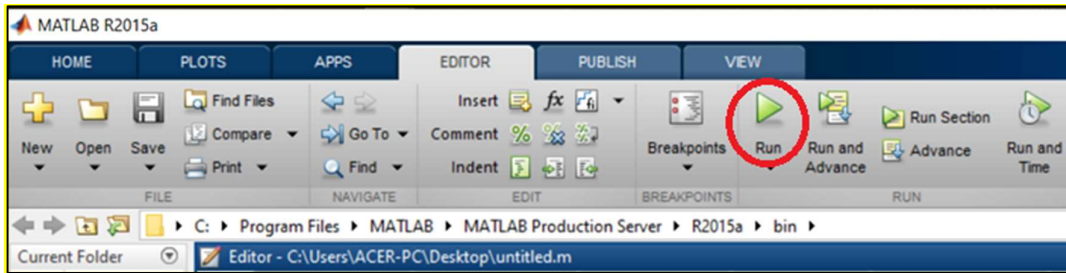 MATLAB R2015a
HOME PLOTS APPS EDITOR PUBLISH VIEW
New Open Save
Find Files
Compare
Print
Go To
Find
Insert fx
Comment %
Indent
Breakpoints
Run
Run and Advance
Run Section
Advance
Run and Time
FILE NAVIGATE EDIT BREAKPOINTS RUN
C: Program Files MATLAB MATLAB Production Server R2015a bin
Current Folder
Editor - C:\Users\ACER-PC\Desktop\untitled.m